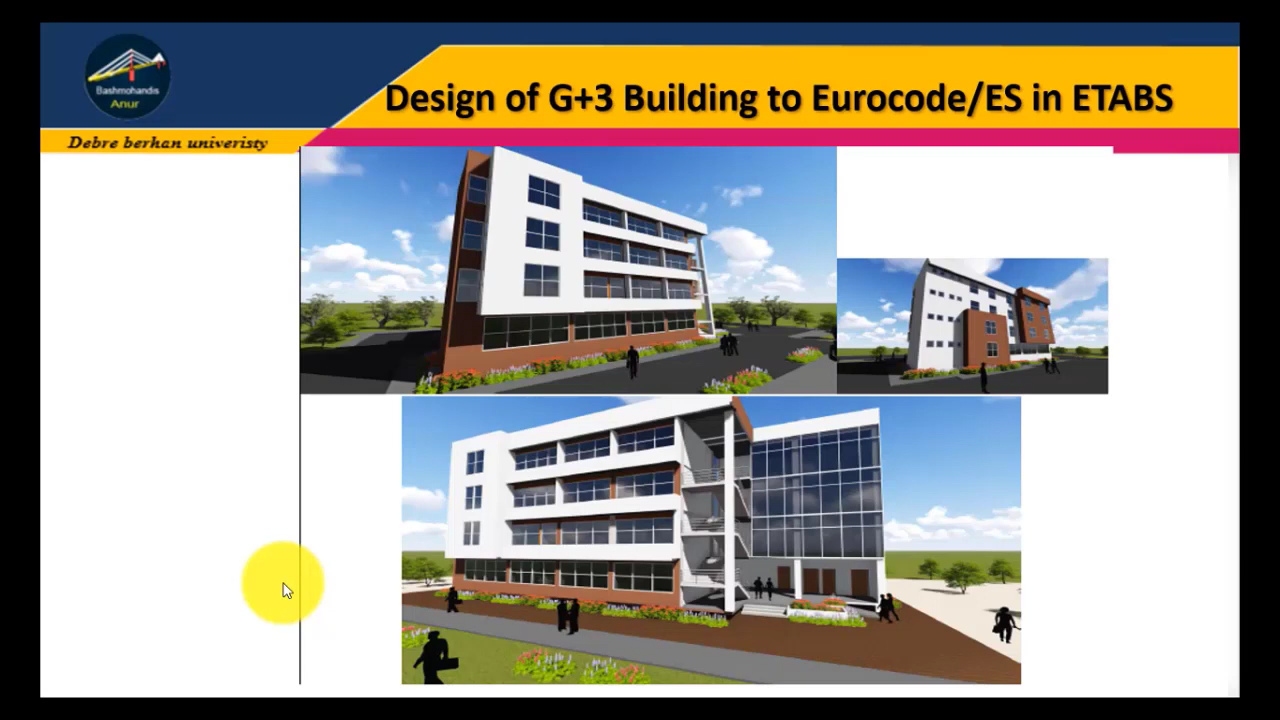 Bashmohandis
Anur
Design of G+3 Building to Eurocode/ES in ETABS
Debre berhan univeristy